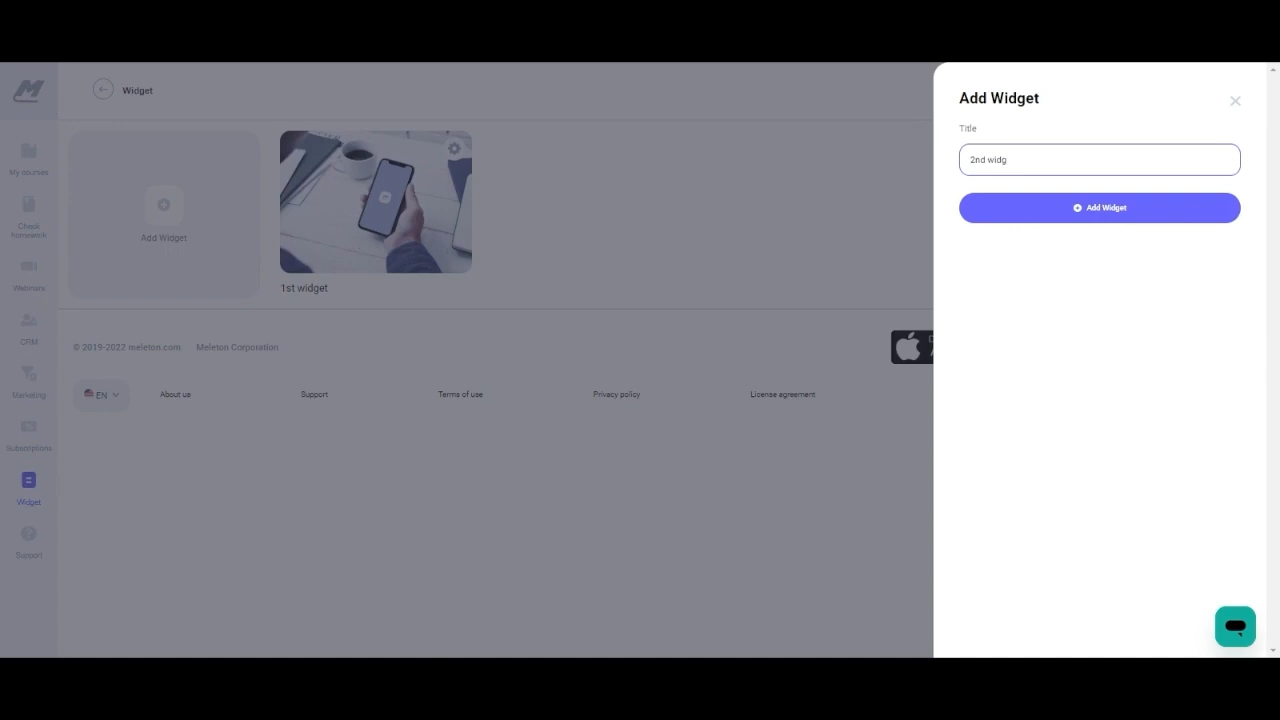 M
Widget
My courses
Check
homework
Webinars
CRM
Marketing
Subscriptions
Widget
Support
Add Widget
1st widget
© 2019-2022 meleton.com
Meleton Corporation
EN
About us
Support
Terms of use
Privacy policy
License agreement
Add Widget
Title
2nd widg
Add Widget